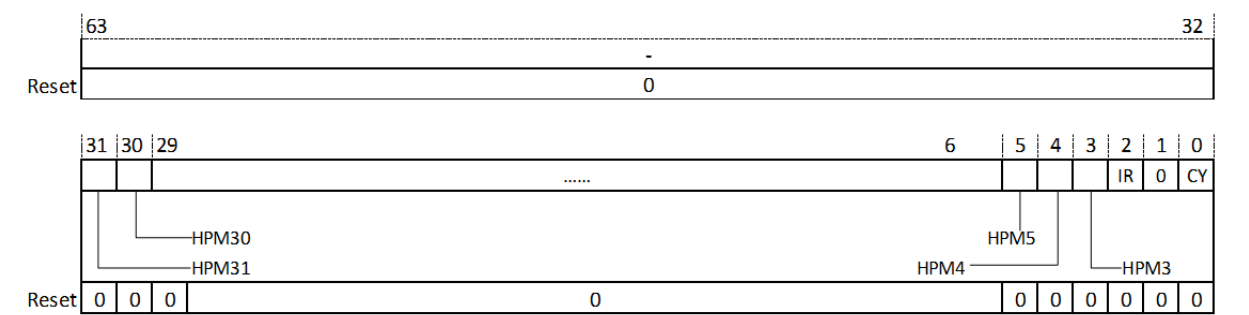 63 32
-
Reset 0
31 30 29 6 5 4 3 2 1 0
...... IR 0 CY
HPM30 HPM5
HPM31 HPM4 HPM3
Reset 0 0 0 0 0 0 0 0 0 0